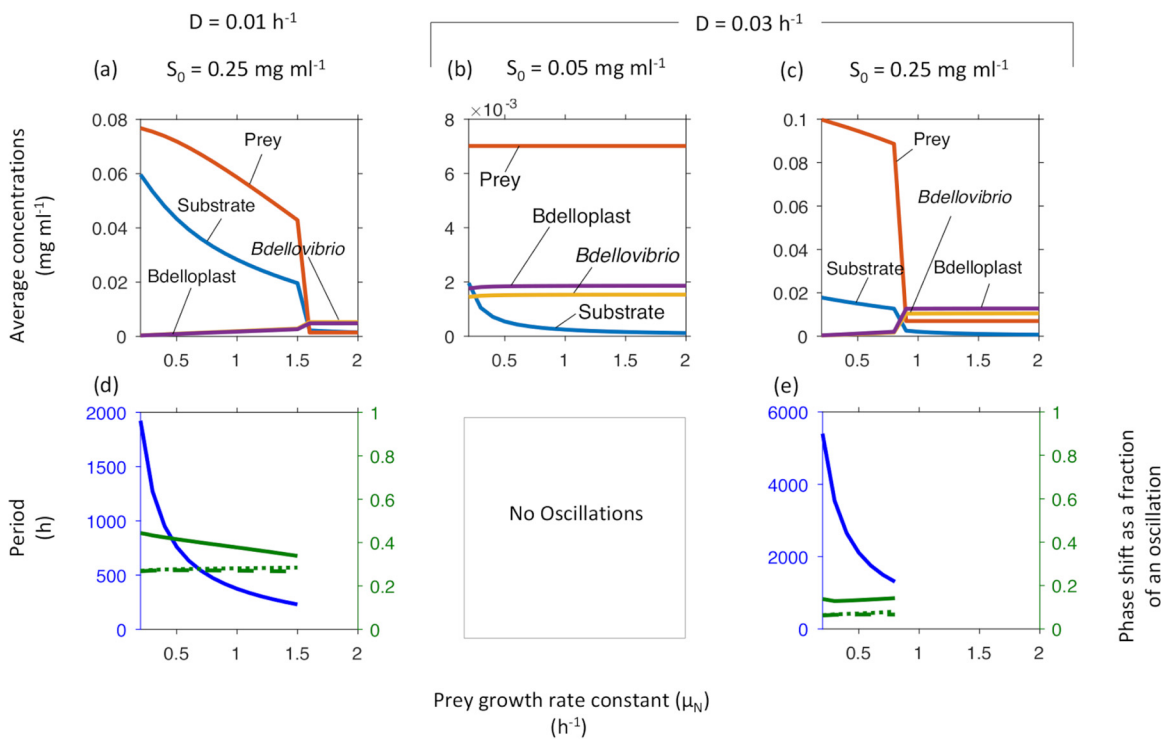 D = 0.01 h⁻¹
D = 0.03 h⁻¹
(a) S₀ = 0.25 mg ml⁻¹
(b) S₀ = 0.05 mg ml⁻¹
(c) S₀ = 0.25 mg ml⁻¹
Average concentrations
(mg ml⁻¹)
0.08
0.06
0.04
0.02
0
Prey
Substrate
Bdellovibrio
Bdelloplast
0.5 1 1.5 2
×10⁻³
8
6
4
2
0
Prey
Bdelloplast
Bdellovibrio
Substrate
0.5 1 1.5 2
0.1
0.08
0.06
0.04
0.02
0
Prey
Bdellovibrio
Substrate
Bdelloplast
0.5 1 1.5 2
(d)
Period
(h)
2000
1500
1000
500
0
1
0.8
0.6
0.4
0.2
0
0.5 1 1.5 2
No Oscillations
(e)
6000
4000
2000
0
1
0.8
0.6
0.4
0.2
0
0.5 1 1.5 2
Phase shift as a fraction
of an oscillation
Prey growth rate constant (μ_N)
(h⁻¹)